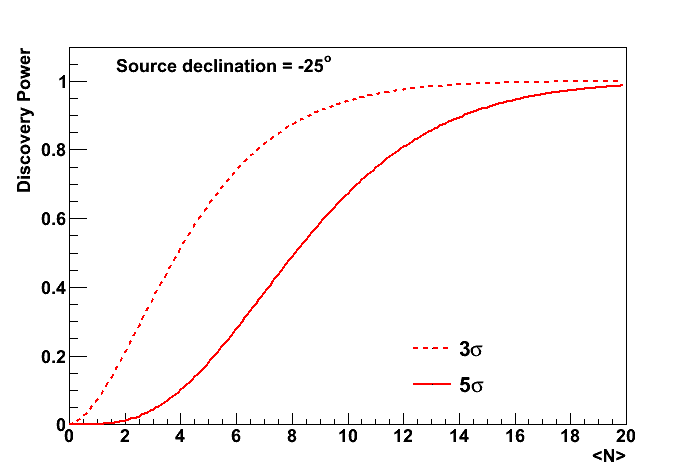 Source declination = -25°
Discovery Power
1
0.8
0.6
0.4
0.2
0
0 2 4 6 8 10 12 14 16 18 20
<N>
3σ
5σ